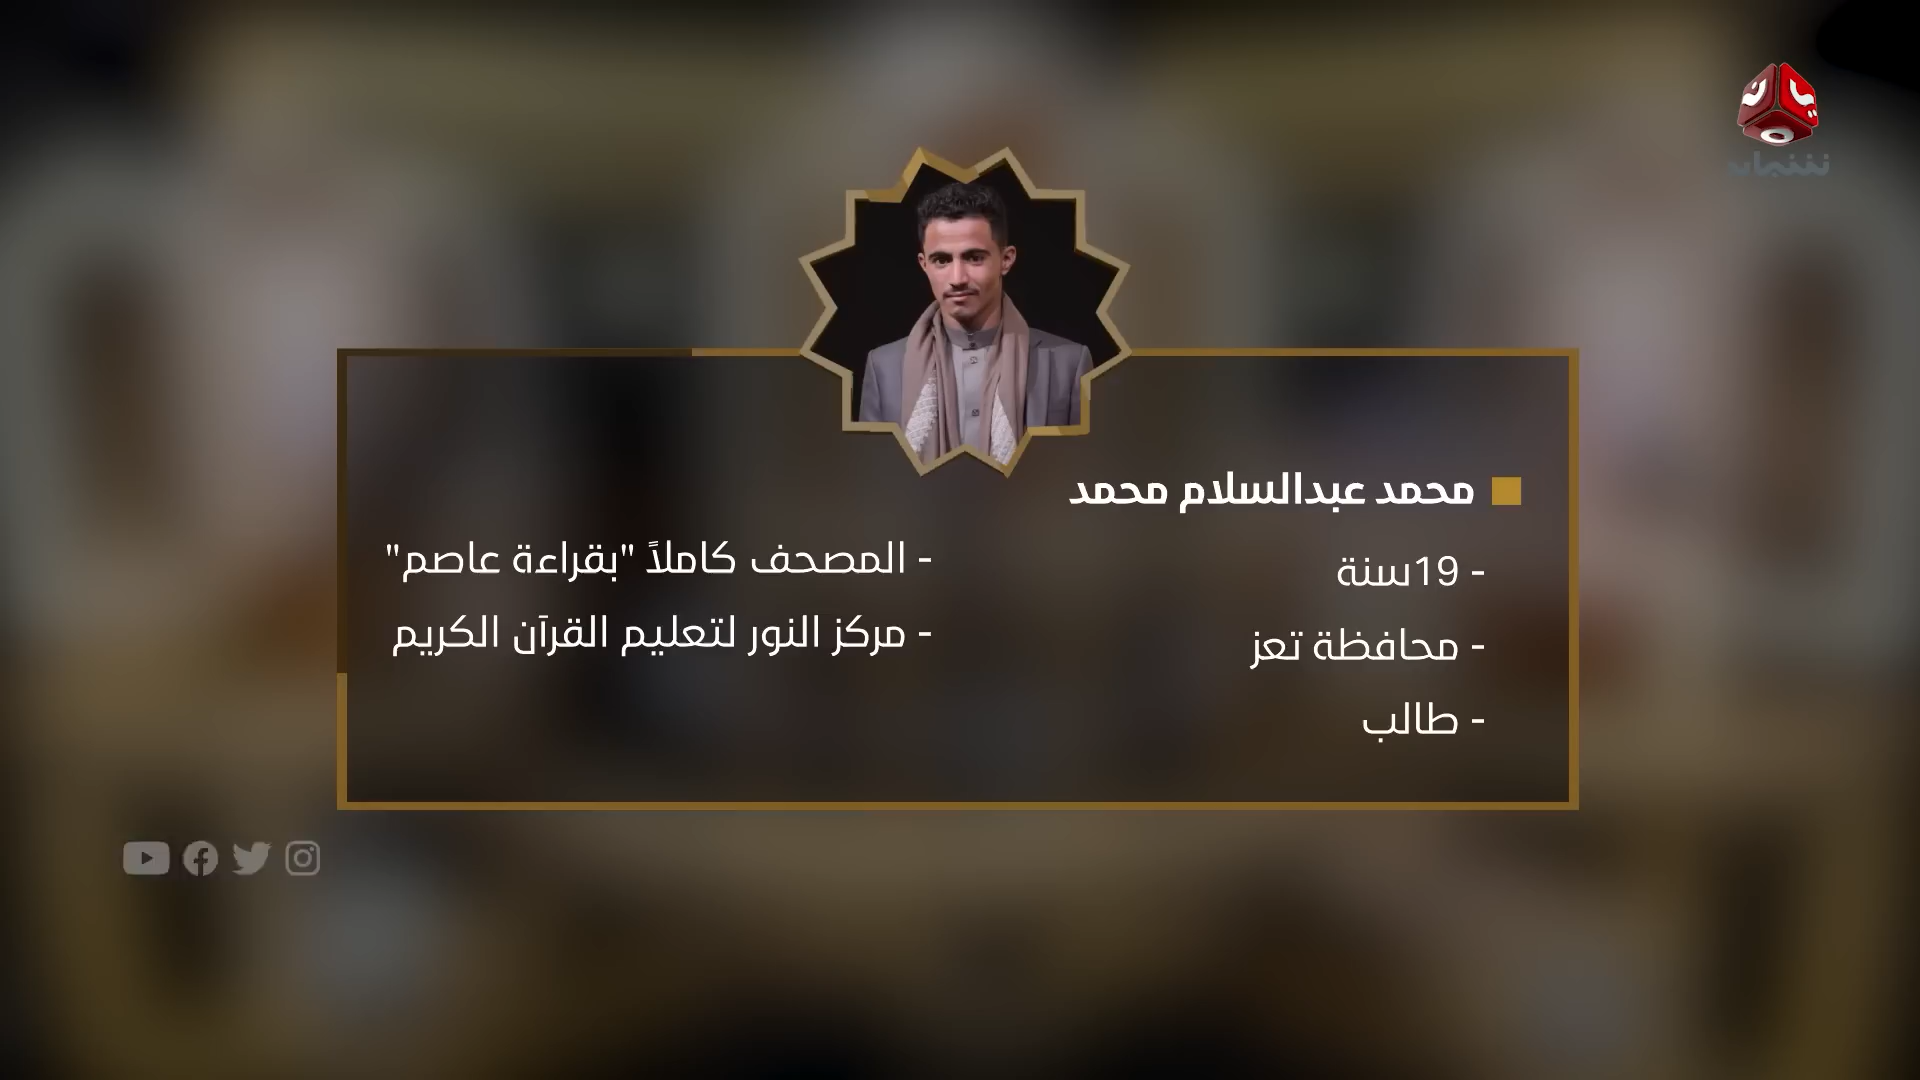 محمد عبدالسلام محمد
- 19سنة
- محافظة تعز
- طالب
- المصحف كاملاً "بقراءة عاصم"
- مركز النور لتعليم القرآن الكريم